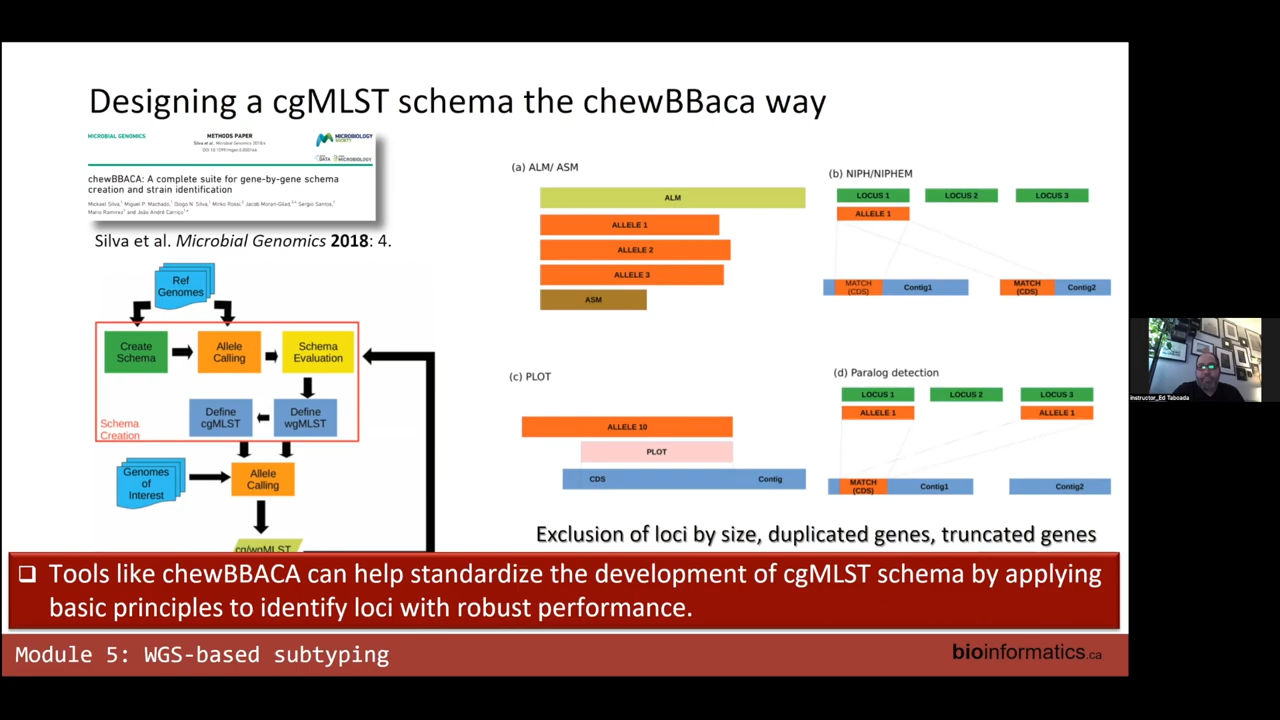 Designing a cgMLST schema the chewBBaca way
MICROBIAL GENOMICS
METHODS PAPER
Silva et al. Microbial Genomics 2018;4
MICROBIOLOGY
SOCIETY
chewBBACA: A complete suite for gene-by-gene schema
creation and strain identification
Mickael Silva, Miguel P. Machado, Diogo N. Silva, Mirko Rossi, Jacob Moran-Gilad, Sergio Santos,
Mario Ramirez and João André Carriço
Silva et al. Microbial Genomics 2018: 4.
Ref
Genomes
Create
Schema
Allele
Calling
Schema
Evaluation
Define
cgMLST
Define
wgMLST
Schema
Creation
Genomes
of
Interest
Allele
Calling
cg/wgMLST
(a) ALM/ ASM
ALM
ALLELE 1
ALLELE 2
ALLELE 3
ASM
(b) NIPH/NIPHEM
LOCUS 1
LOCUS 2
LOCUS 3
ALLELE 1
MATCH
(CDS)
Contig1
MATCH
(CDS)
Contig2
(c) PLOT
ALLELE 10
PLOT
CDS
Contig
(d) Paralog detection
LOCUS 1
LOCUS 2
LOCUS 3
ALLELE 1
ALLELE 1
MATCH
(CDS)
Contig1
Contig2
Exclusion of loci by size, duplicated genes, truncated genes
Tools like chewBBACA can help standardize the development of cgMLST schema by applying
basic principles to identify loci with robust performance.
Module 5: WGS-based subtyping
bioinformatics.ca
instructor_Ed Taboada